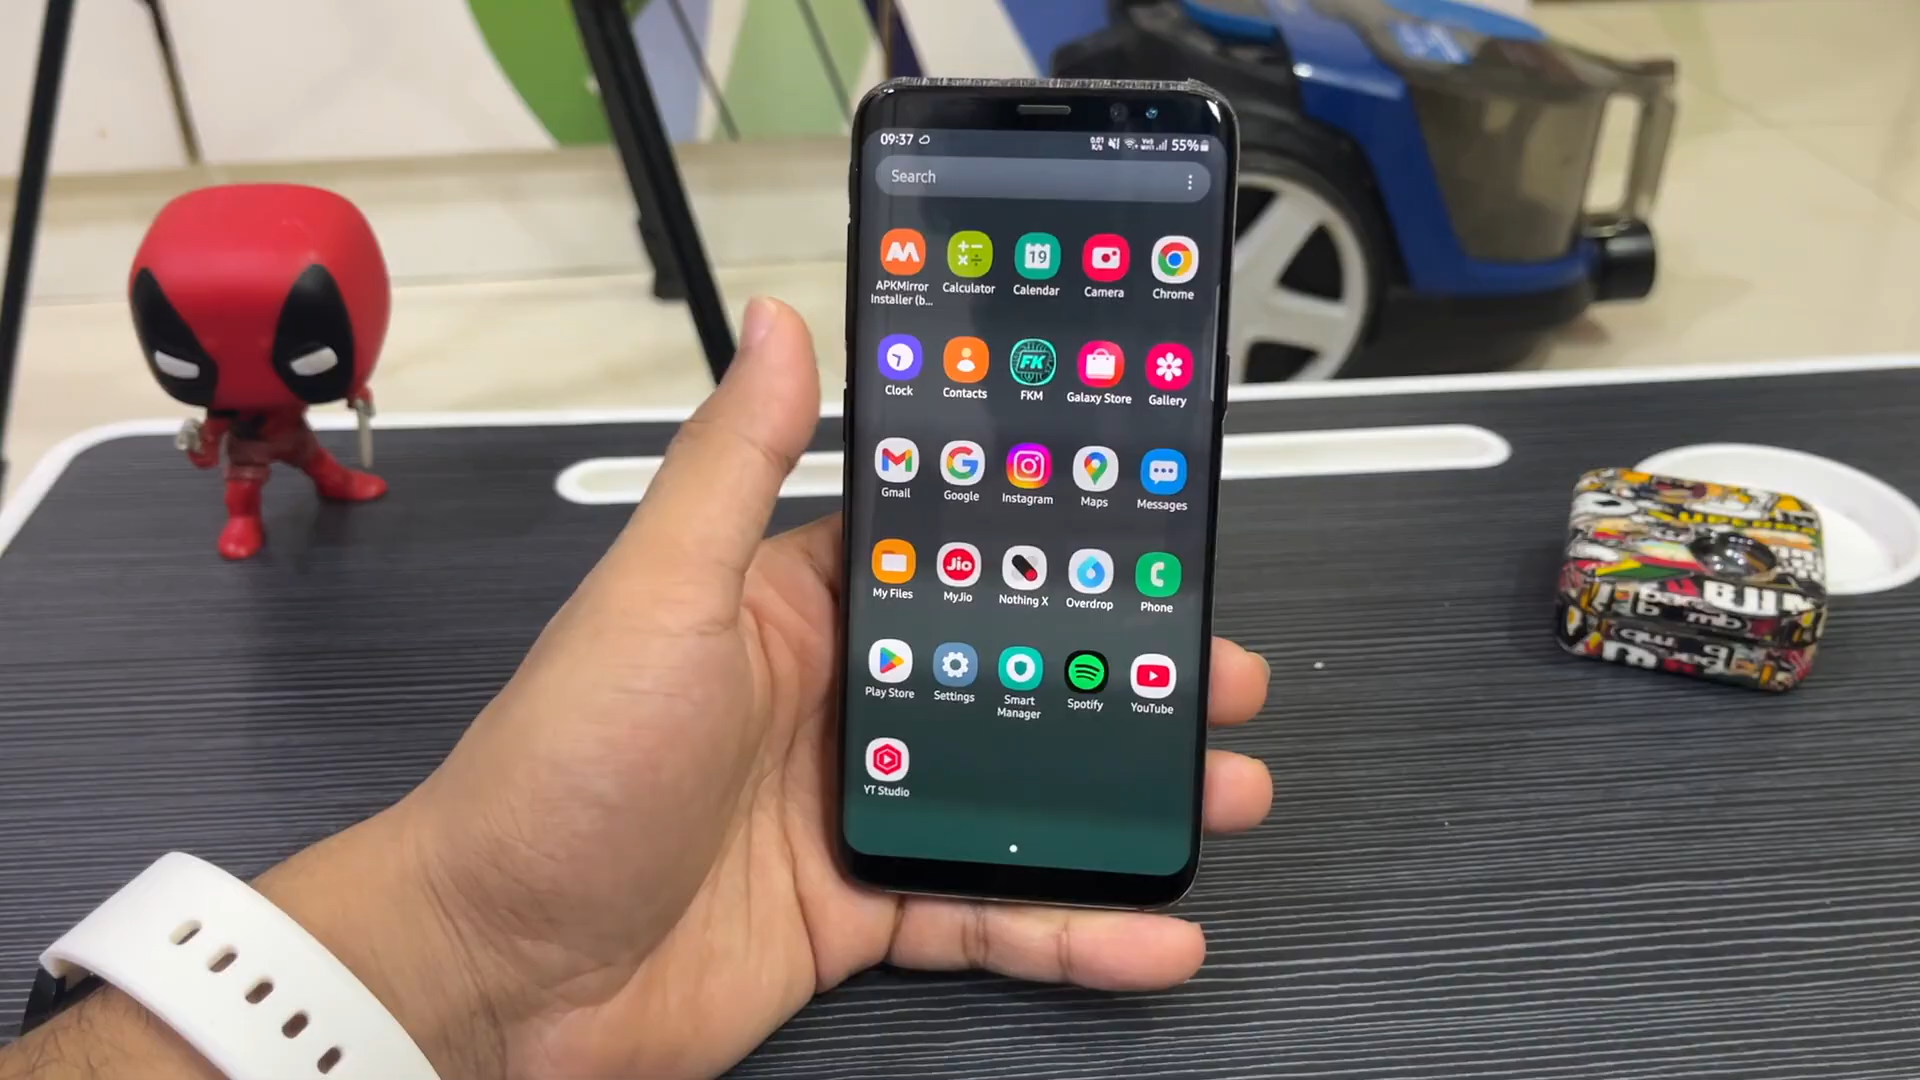 09:37 55%
Search
19
APKMirror Installer (b... Calculator Calendar Camera Chrome
FK
Clock Contacts FKM Galaxy Store Gallery
Gmail Google Instagram Maps Messages
Jio
My Files MyJio Nothing X Overdrop Phone
Play Store Settings Smart Manager Spotify YouTube
YT Studio